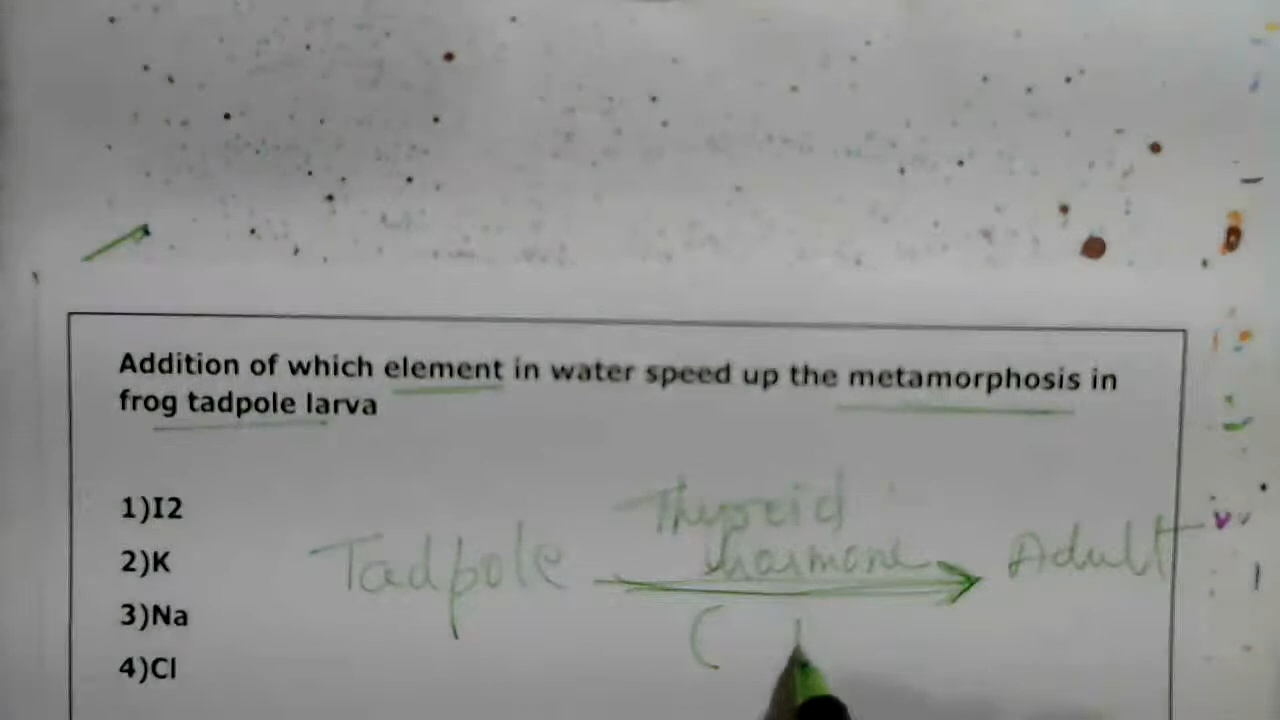 Addition of which element in water speed up the metamorphosis in
frog tadpole larva
1)I2
2)K
3)Na
4)Cl
Thyroid
harmone
Tadpole
Adult
(